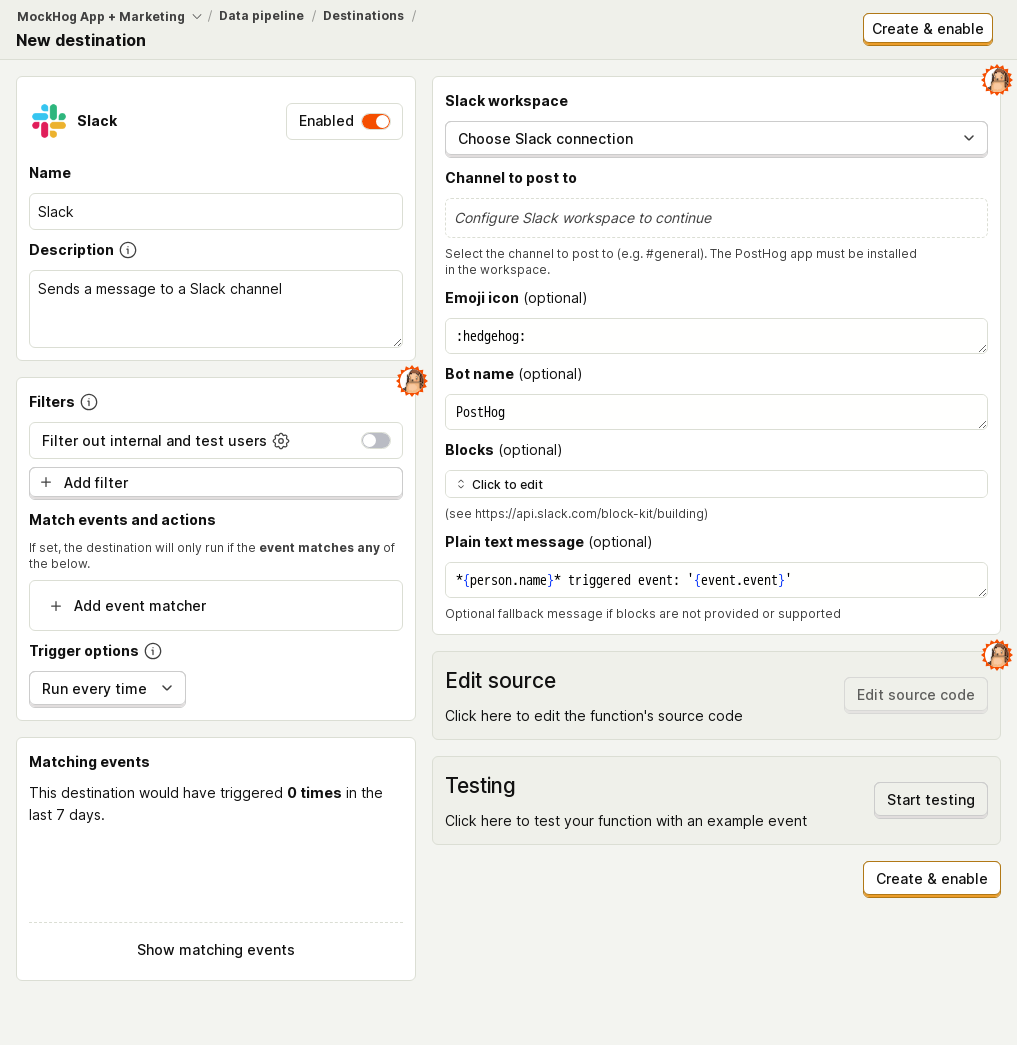 MockHog App + Marketing / Data pipeline / Destinations /
New destination
Create & enable
Slack
Enabled
Name
Slack
Description
Sends a message to a Slack channel
Filters
Filter out internal and test users
Add filter
Match events and actions
If set, the destination will only run if the event matches any of
the below.
Add event matcher
Trigger options
Run every time
Matching events
This destination would have triggered 0 times in the
last 7 days.
Show matching events
Slack workspace
Choose Slack connection
Channel to post to
Configure Slack workspace to continue
Select the channel to post to (e.g. #general). The PostHog app must be installed
in the workspace.
Emoji icon (optional)
:hedgehog:
Bot name (optional)
PostHog
Blocks (optional)
Click to edit
(see https://api.slack.com/block-kit/building)
Plain text message (optional)
*{person.name}* triggered event: '{event.event}'
Optional fallback message if blocks are not provided or supported
Edit source
Click here to edit the function's source code
Edit source code
Testing
Click here to test your function with an example event
Start testing
Create & enable